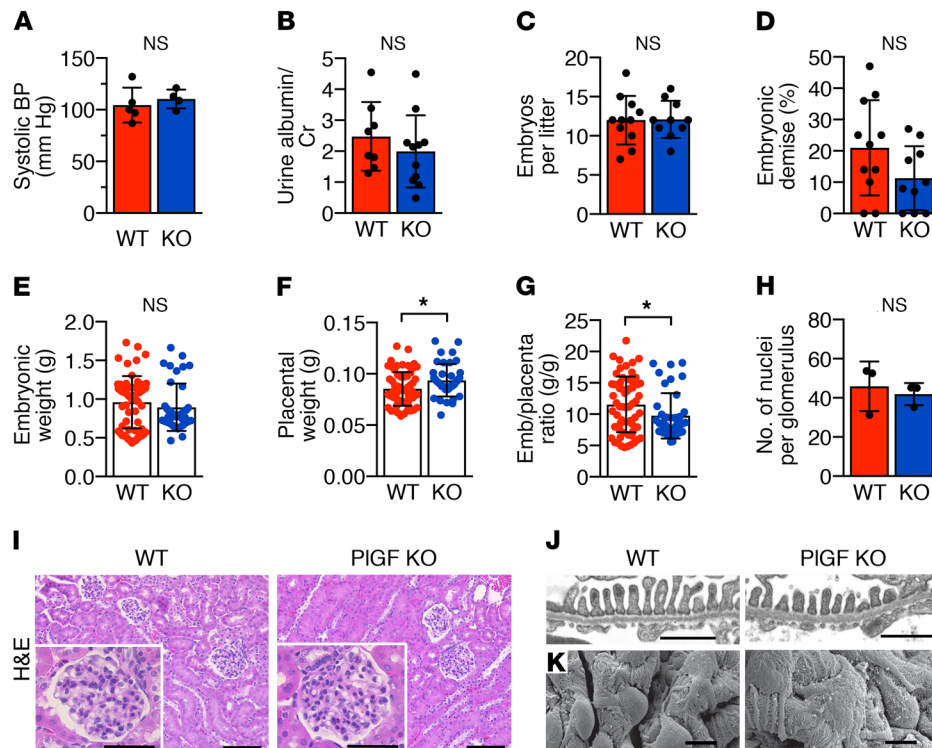 A
NS
Systolic BP
(mm Hg)
150
100
50
0
WT KO
B
NS
Urine albumin/
Cr
5
4
3
2
1
0
WT KO
C
NS
Embryos
per litter
20
15
10
5
0
WT KO
D
NS
Embryonic
demise (%)
50
40
30
20
10
0
WT KO
E
NS
Embryonic
weight (g)
2.0
1.5
1.0
0.5
0.0
WT KO
F
*
Placental
weight (g)
0.15
0.10
0.05
0.00
WT KO
G
*
Emb/placenta
ratio (g/g)
25
20
15
10
5
0
WT KO
H
NS
No. of nuclei
per glomerulus
80
60
40
20
0
WT KO
I
WT PlGF KO
H&E
J
WT PlGF KO
K